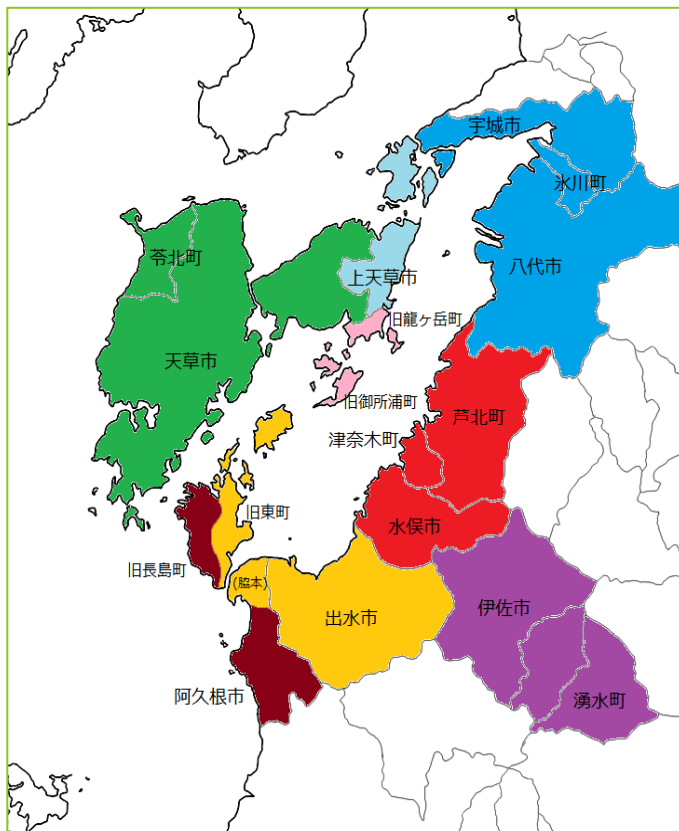 宇城市
氷川町
八代市
苓北町
上天草市
旧龍ヶ岳町
天草市
旧御所浦町
芦北町
津奈木町
旧東町
水俣市
旧長島町
(脇本)
出水市
伊佐市
阿久根市
湧水町